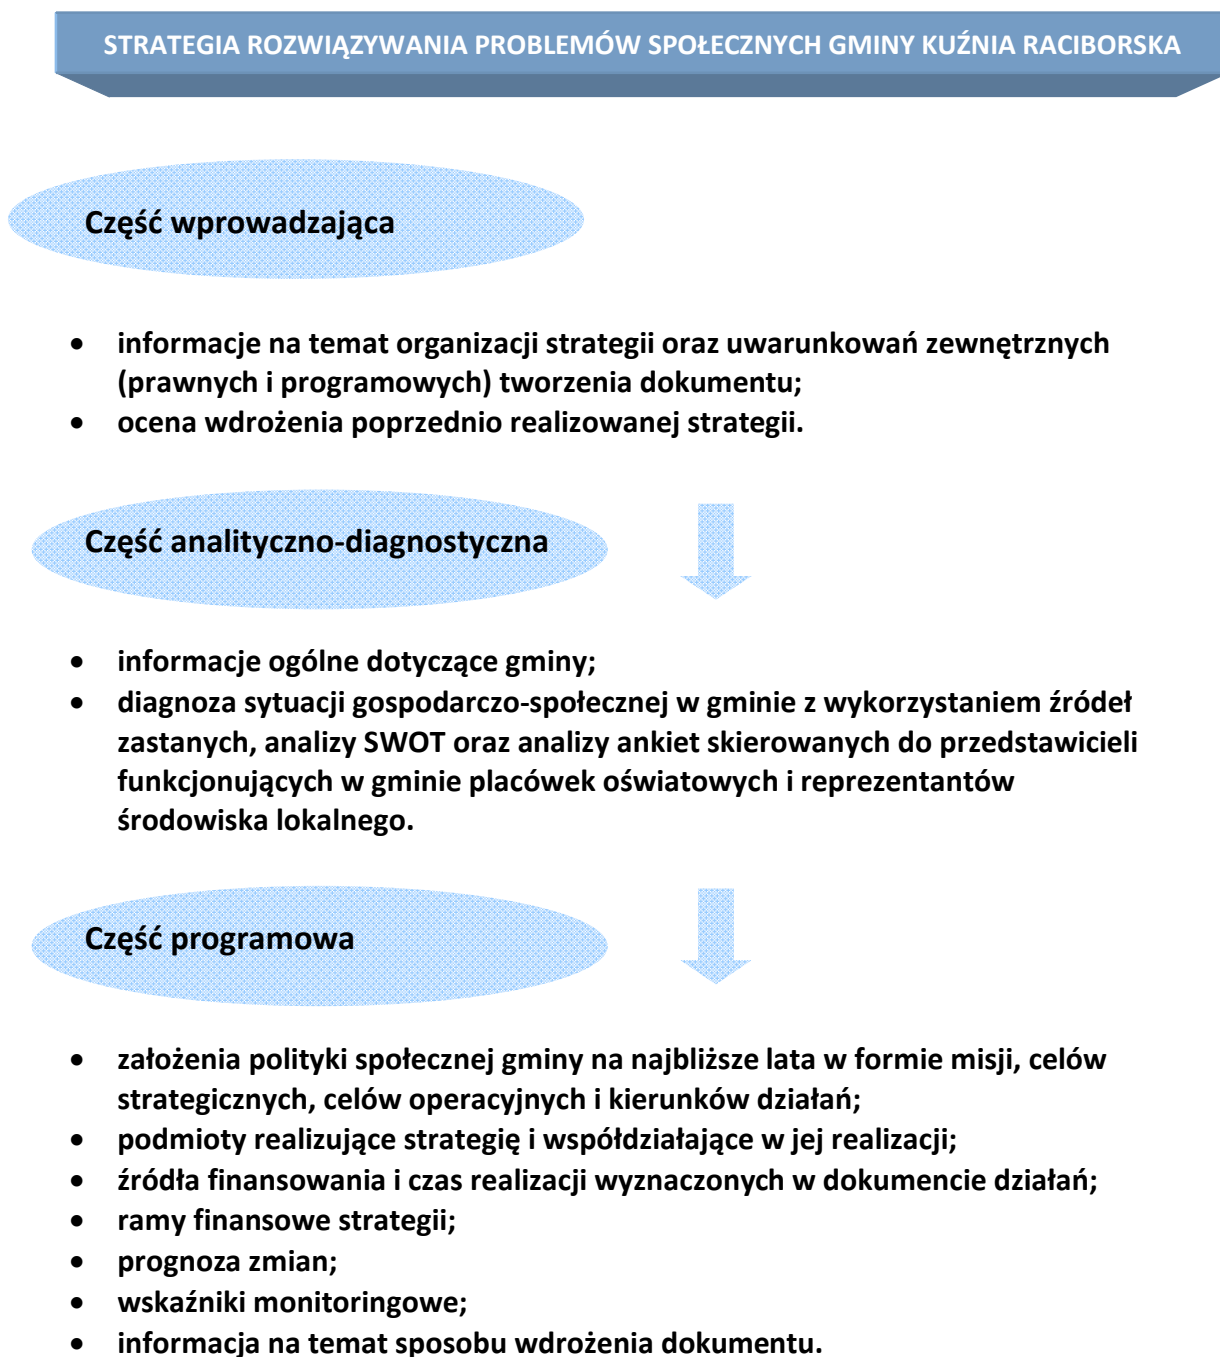 STRATEGIA ROZWIĄZYWANIA PROBLEMÓW SPOŁECZNYCH GMINY KUŹNIA RACIBORSKA
Część wprowadzająca
• informacje na temat organizacji strategii oraz uwarunkowań zewnętrznych
(prawnych i programowych) tworzenia dokumentu;
• ocena wdrożenia poprzednio realizowanej strategii.
Część analityczno-diagnostyczna
• informacje ogólne dotyczące gminy;
• diagnoza sytuacji gospodarczo-społecznej w gminie z wykorzystaniem źródeł
zastanych, analizy SWOT oraz analizy ankiet skierowanych do przedstawicieli
funkcjonujących w gminie placówek oświatowych i reprezentantów
środowiska lokalnego.
Część programowa
• założenia polityki społecznej gminy na najbliższe lata w formie misji, celów
strategicznych, celów operacyjnych i kierunków działań;
• podmioty realizujące strategię i współdziałające w jej realizacji;
• źródła finansowania i czas realizacji wyznaczonych w dokumencie działań;
• ramy finansowe strategii;
• prognoza zmian;
• wskaźniki monitoringowe;
• informacja na temat sposobu wdrożenia dokumentu.